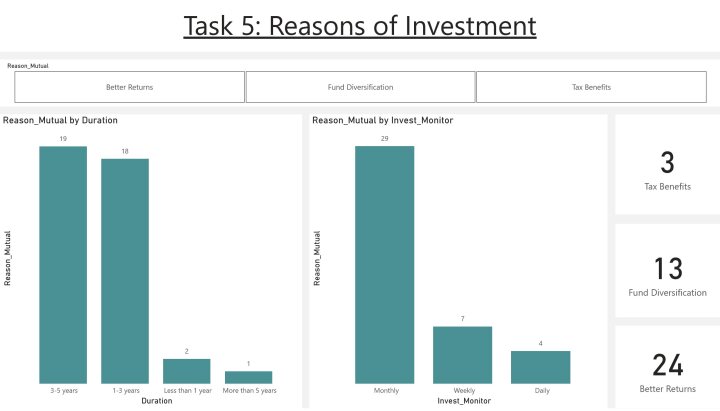 Task 5: Reasons of Investment
Reason_Mutual
Better Returns
Fund Diversification
Tax Benefits
Reason_Mutual by Duration
19
18
2
1
Reason_Mutual
3-5 years
1-3 years
Less than 1 year
More than 5 years
Duration
Reason_Mutual by Invest_Monitor
29
7
4
Reason_Mutual
Monthly
Weekly
Daily
Invest_Monitor
3
Tax Benefits
13
Fund Diversification
24
Better Returns